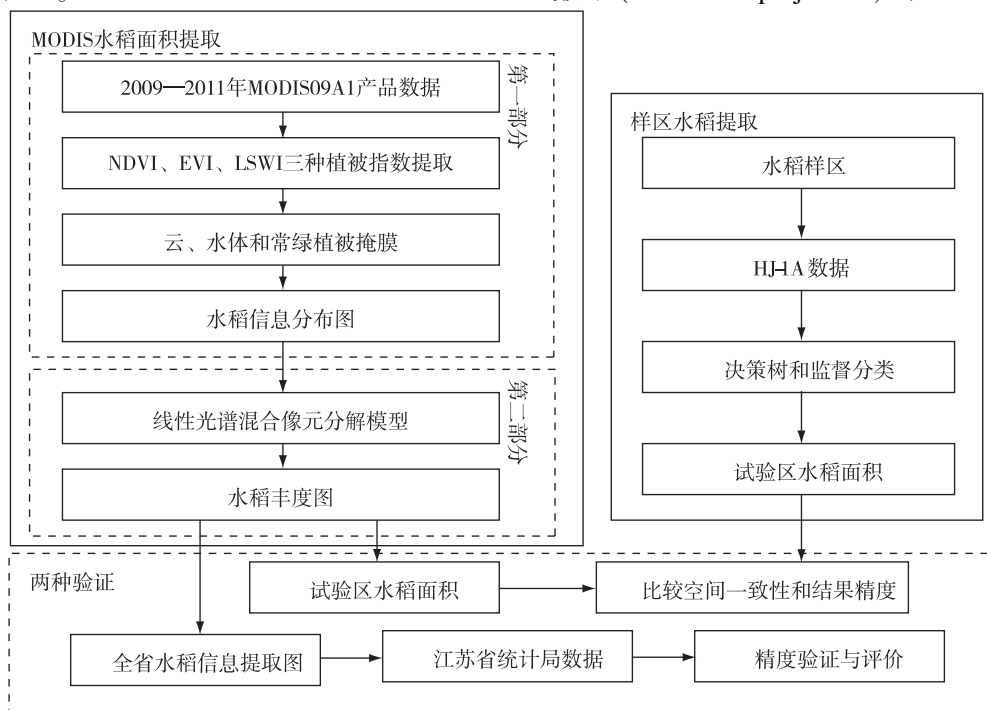 MODIS水稻面积提取
第一部分
2009—2011年MODIS09A1产品数据
NDVI、EVI、LSWI三种植被指数提取
云、水体和常绿植被掩膜
水稻信息分布图
第二部分
线性光谱混合像元分解模型
水稻丰度图
样区水稻提取
水稻样区
HJ-1A数据
决策树和监督分类
试验区水稻面积
两种验证
试验区水稻面积
比较空间一致性和结果精度
全省水稻信息提取图
江苏省统计局数据
精度验证与评价